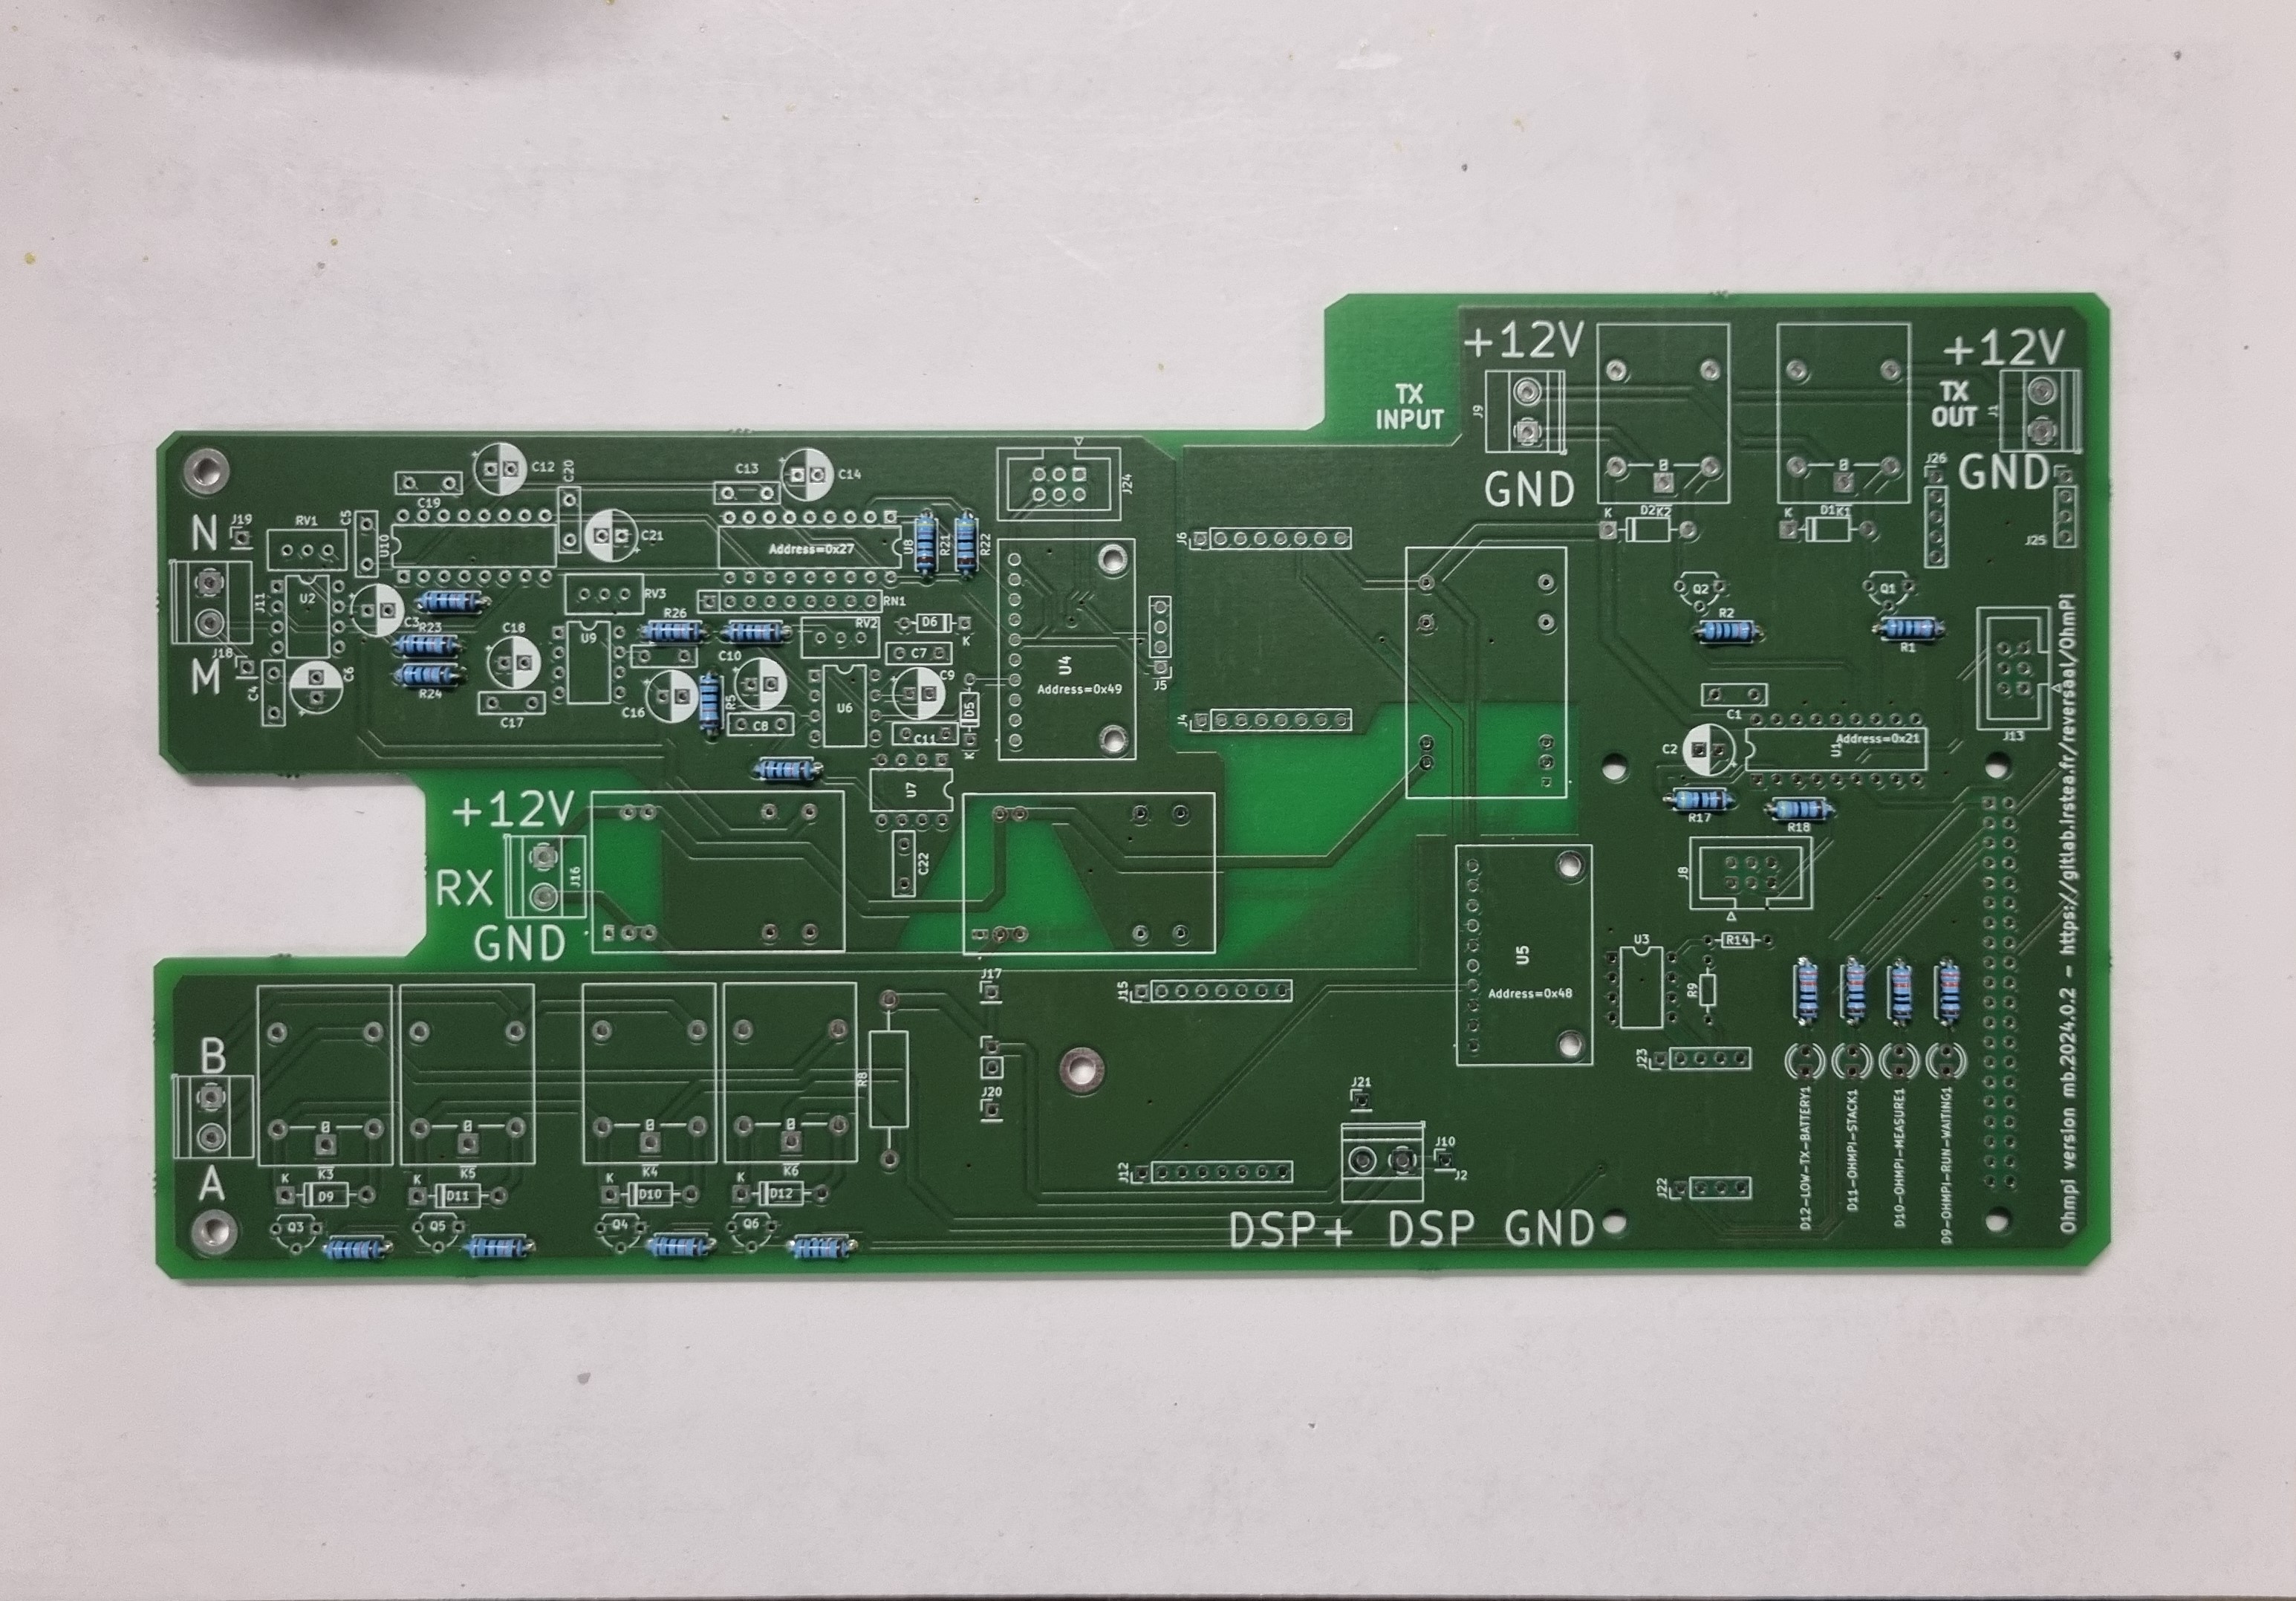 +12V
+12V
TX
INPUT
J9
TX
OUT
J1
GND
GND
J26
J25
K
D2
K2
K
D1
K1
Q2
Q1
R2
R1
C12
C20
C13
C14
J24
C19
N
J19
RV1
C5
U10
C21
Address=0x27
U8
R21
R22
J6
J11
U2
RV3
RN1
C3
R23
R26
RV2
D6
K
C18
U9
C10
C7
U4
M
J18
C4
C6
R24
C16
R5
C9
Address=0x49
J5
C17
C8
U6
D5
C11
K
J4
C1
C2
U1
Address=0x21
J13
U7
R17
R18
+12V
J16
RX
GND
C22
J8
U5
Address=0x48
U3
R14
R9
J17
J15
B
R8
J20
J23
A
0
0
0
0
0
0
K3
K5
K4
K6
K
D9
K
D11
K
D10
K
D12
Q3
Q5
Q4
Q6
J12
J21
J10
J2
J22
DSP+ DSP GND
D12-LOW-TX-BATTERY1
D11-OHMPI-STACK1
D10-OHMPI-MEASURE1
D9-OHMPI-RUN-WAITING1
Ohmpi version mb.2024.0.2 - https://gitlab.irstea.fr/reversaal/OhmPi